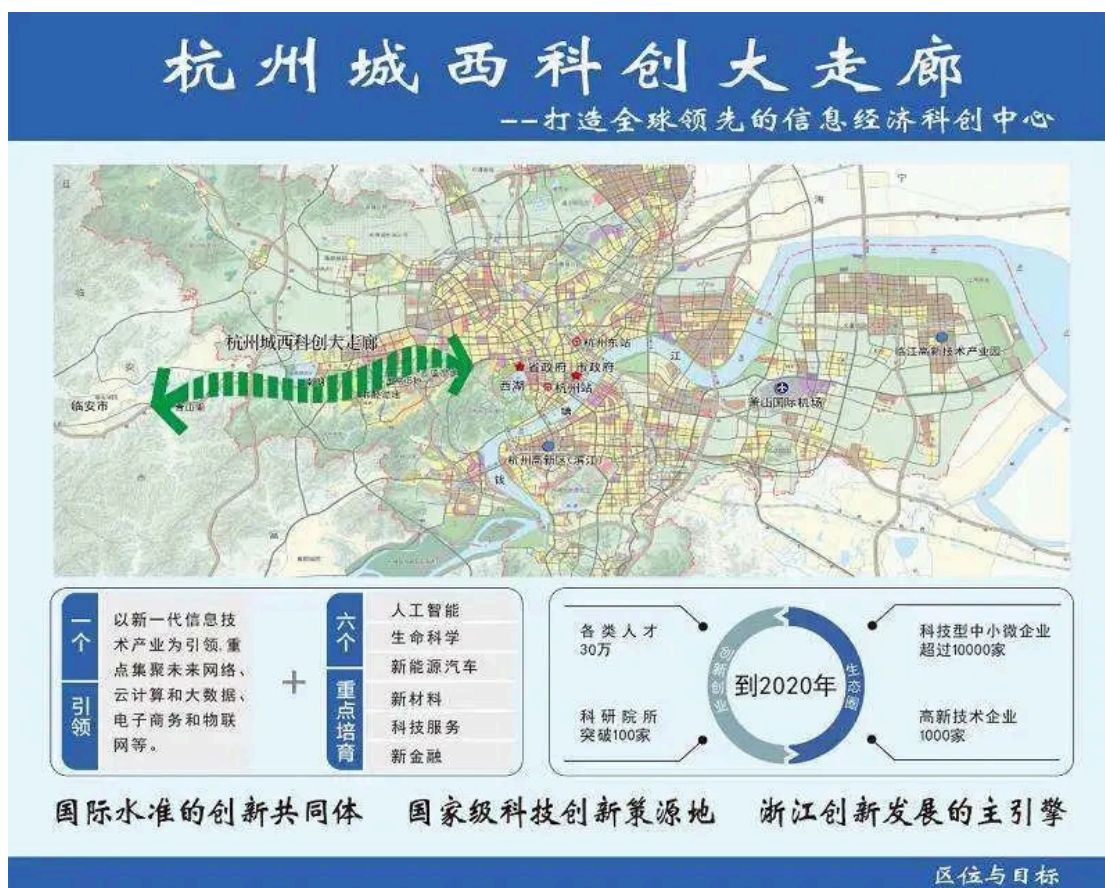 杭州城西科创大走廊
--打造全球领先的信息经济科创中心
杭州城西科创大走廊
临安市
青山湖
杭州东站
省政府
市政府
西湖
杭州站
江
塘
钱
杭州高新区(滨江)
萧山国际机场
临江高新技术产业园
海
宁
临
安
一个
引领
以新一代信息技
术产业为引领,重
点集聚未来网络、
云计算和大数据、
电子商务和物联
网等。
+
六个
重点培育
人工智能
生命科学
新能源汽车
新材料
科技服务
新金融
各类人才
30万
科研院所
突破100家
创新创业
到2020年
生态圈
科技型中小微企业
超过10000家
高新技术企业
1000家
国际水准的创新共同体
国家级科技创新策源地
浙江创新发展的主引擎
区位与目标